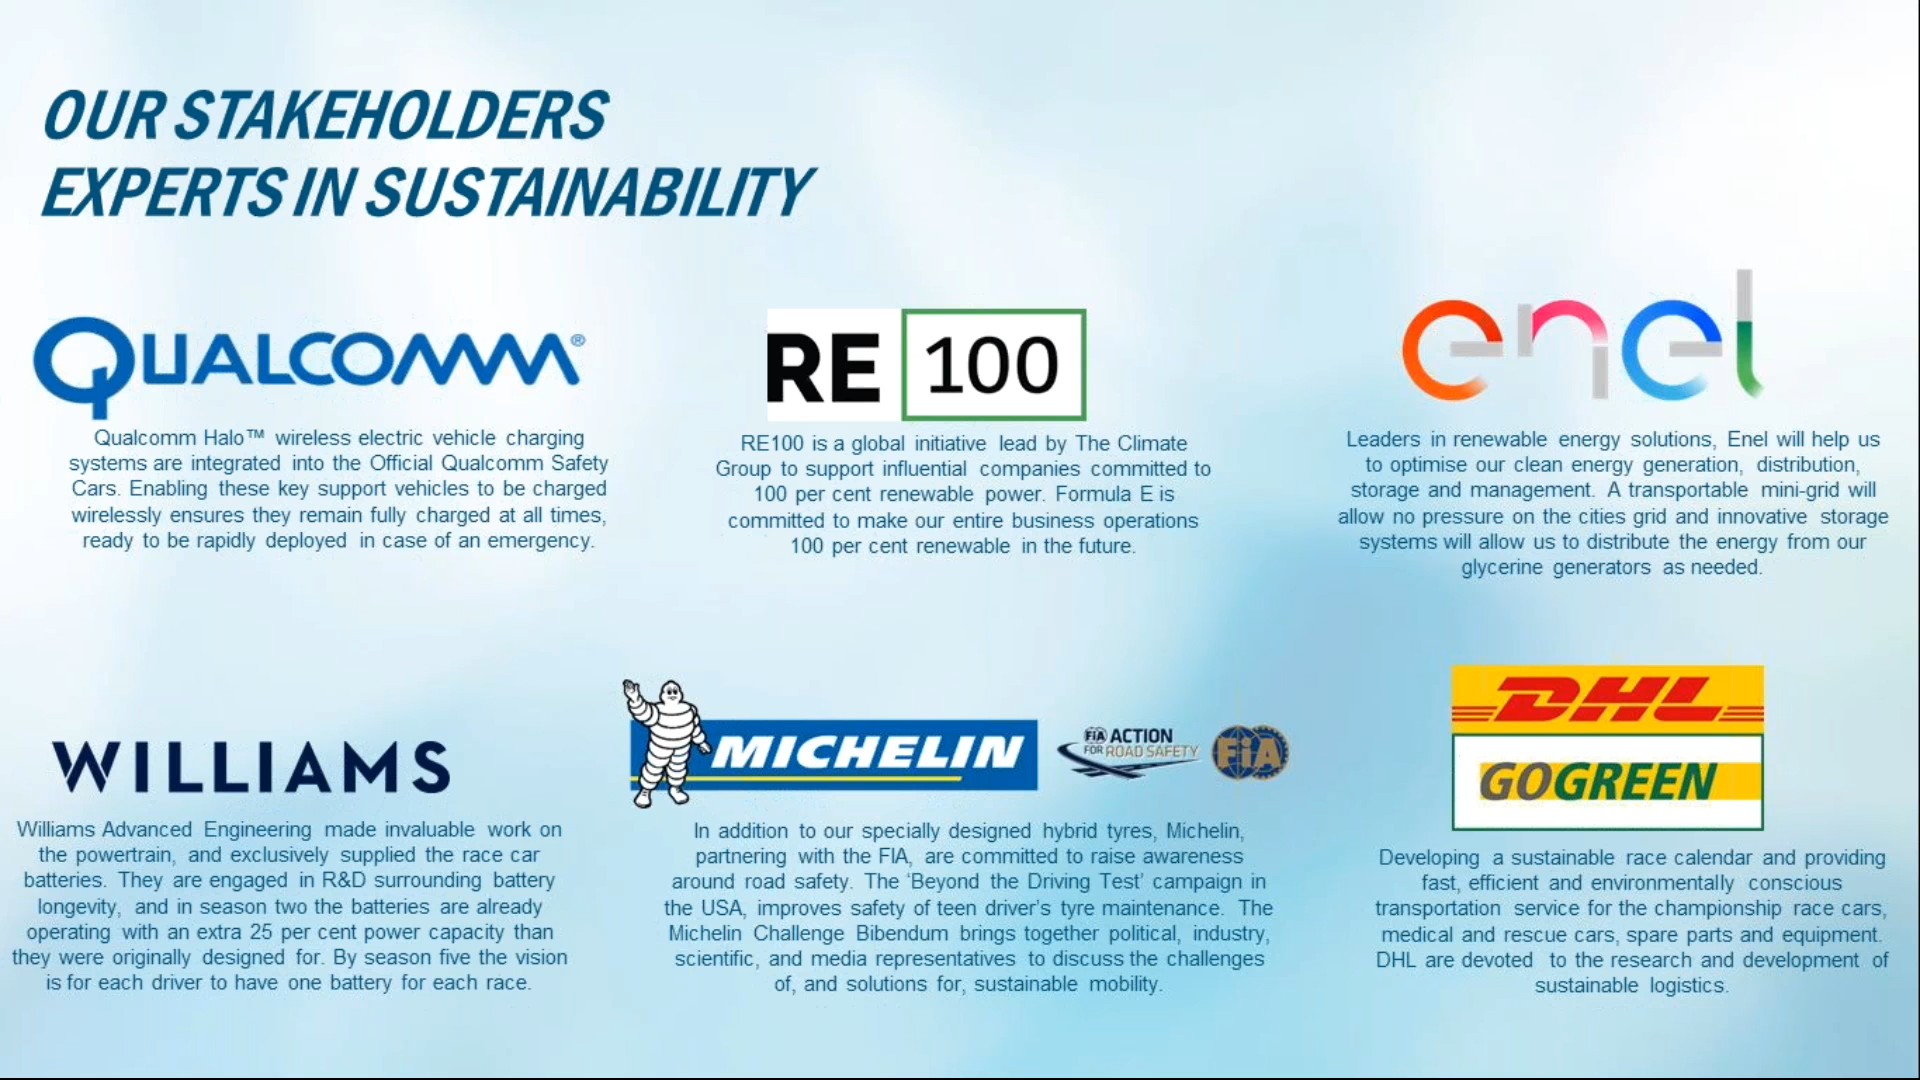 OUR STAKEHOLDERS
EXPERTS IN SUSTAINABILITY
QUALCOMM®
Qualcomm Halo™ wireless electric vehicle charging
systems are integrated into the Official Qualcomm Safety
Cars. Enabling these key support vehicles to be charged
wirelessly ensures they remain fully charged at all times,
ready to be rapidly deployed in case of an emergency.
RE 100
RE100 is a global initiative lead by The Climate
Group to support influential companies committed to
100 per cent renewable power. Formula E is
committed to make our entire business operations
100 per cent renewable in the future.
enel
Leaders in renewable energy solutions, Enel will help us
to optimise our clean energy generation, distribution,
storage and management. A transportable mini-grid will
allow no pressure on the cities grid and innovative storage
systems will allow us to distribute the energy from our
glycerine generators as needed.
WILLIAMS
Williams Advanced Engineering made invaluable work on
the powertrain, and exclusively supplied the race car
batteries. They are engaged in R&D surrounding battery
longevity, and in season two the batteries are already
operating with an extra 25 per cent power capacity than
they were originally designed for. By season five the vision
is for each driver to have one battery for each race.
MICHELIN
FIA ACTION
FOR ROAD SAFETY
FIA
In addition to our specially designed hybrid tyres, Michelin,
partnering with the FIA, are committed to raise awareness
around road safety. The 'Beyond the Driving Test' campaign in
the USA, improves safety of teen driver's tyre maintenance. The
Michelin Challenge Bibendum brings together political, industry,
scientific, and media representatives to discuss the challenges
of, and solutions for, sustainable mobility.
DHL
GOGREEN
Developing a sustainable race calendar and providing
fast, efficient and environmentally conscious
transportation service for the championship race cars,
medical and rescue cars, spare parts and equipment.
DHL are devoted to the research and development of
sustainable logistics.